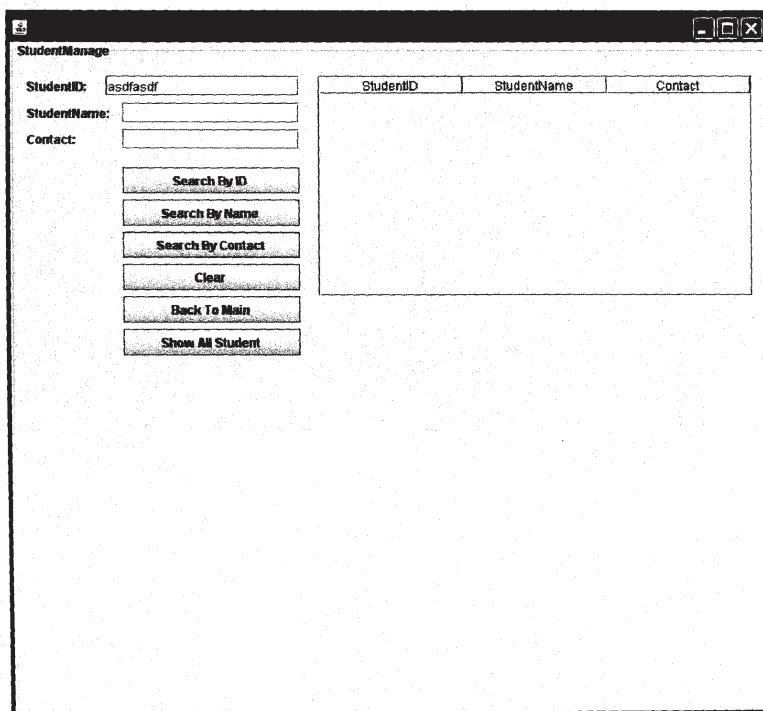 StudentManage
StudentID: asdfasdf
StudentName:
Contact:
Search By ID
Search By Name
Search By Contact
Clear
Back To Main
Show All Student
StudentID StudentName Contact